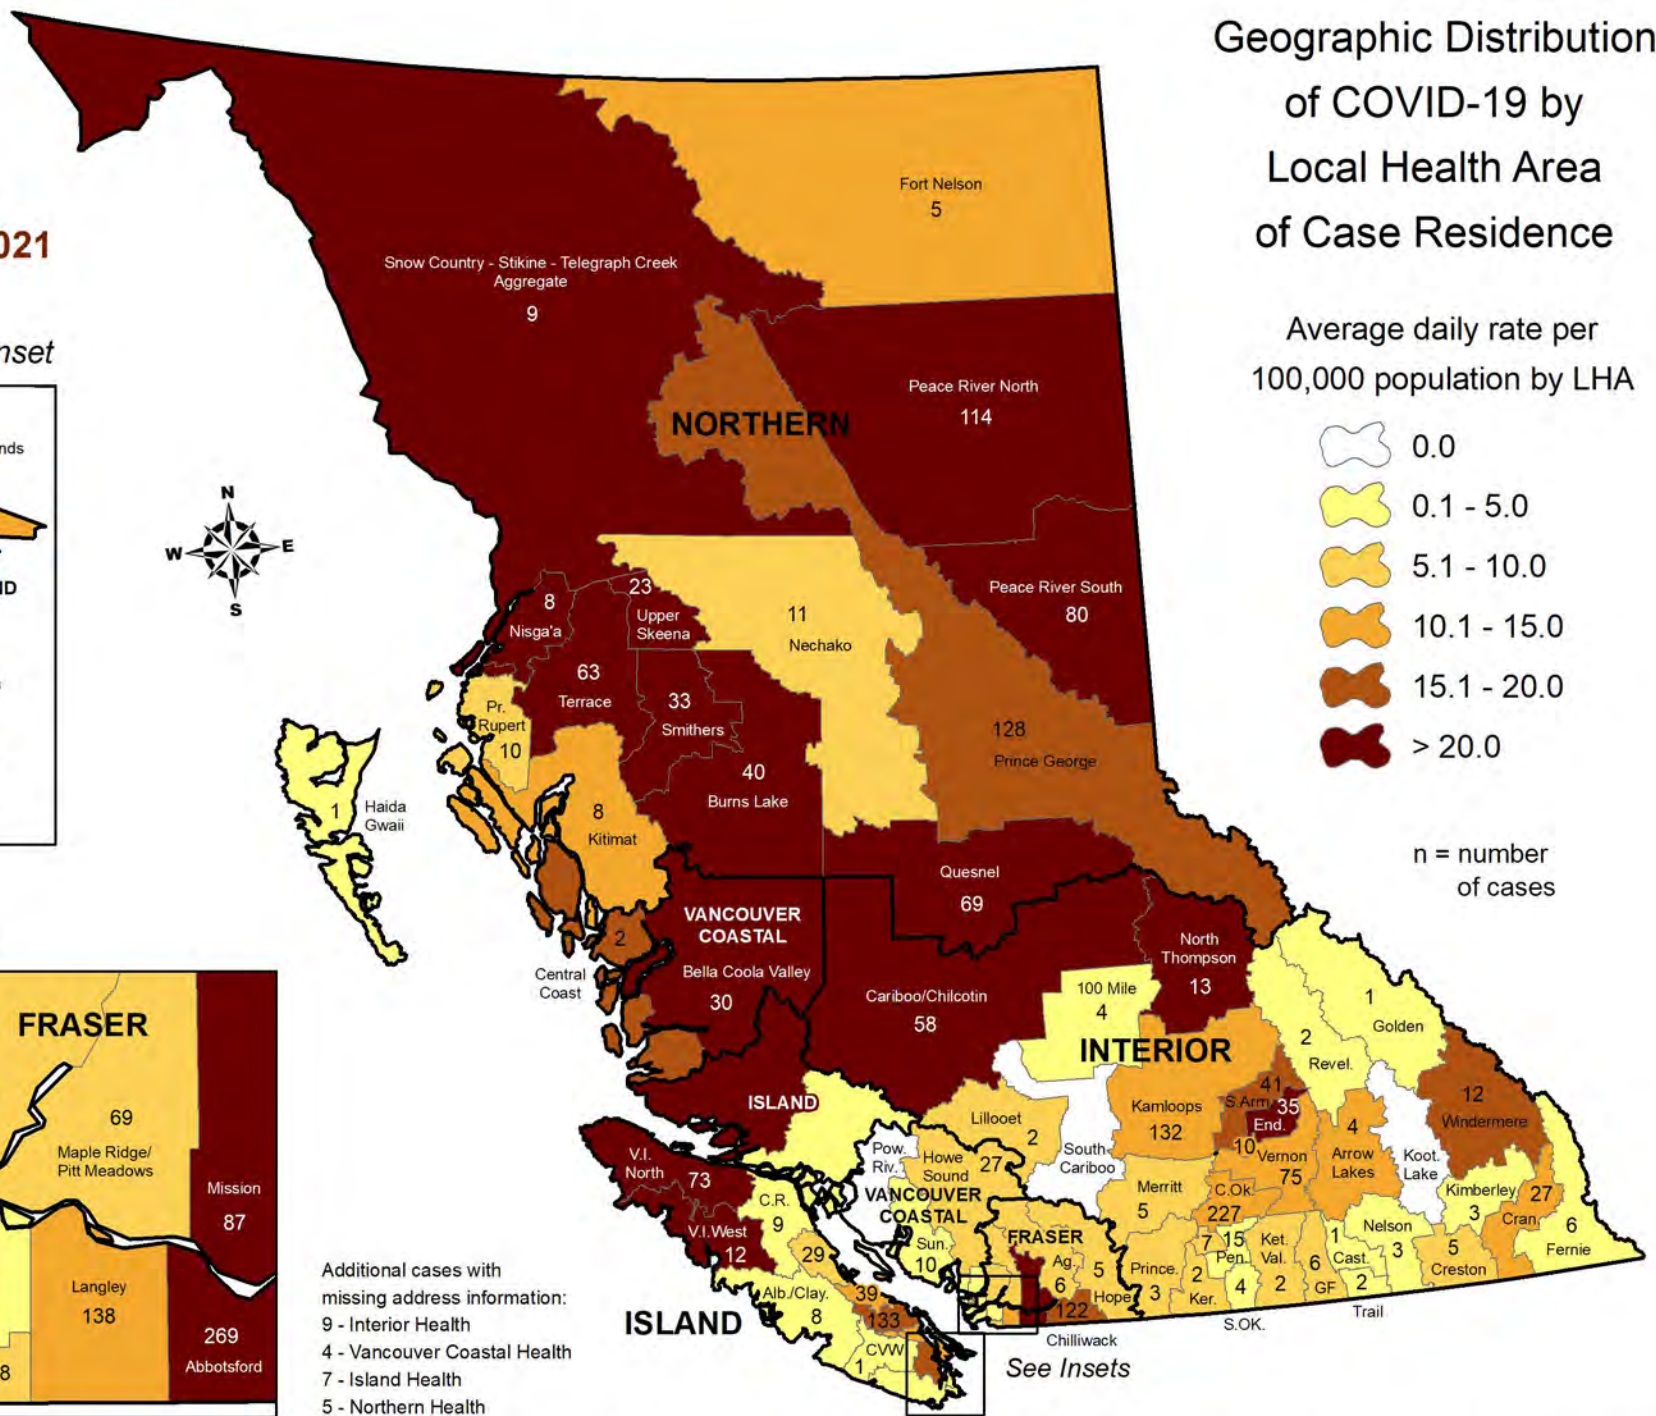 Geographic Distribution
of COVID-19 by
Local Health Area
of Case Residence
021
nset
nds
ID
Average daily rate per
100,000 population by LHA
0.0
0.1 - 5.0
5.1 - 10.0
10.1 - 15.0
15.1 - 20.0
> 20.0
n = number
of cases
N
W
E
S
Fort Nelson
5
Snow Country - Stikine - Telegraph Creek
Aggregate
9
Peace River North
114
NORTHERN
Peace River South
80
8
Nisga'a
23
Upper
Skeena
11
Nechako
63
Terrace
33
Smithers
Pr.
Rupert
10
128
Prince George
40
Burns Lake
1
Haida
Gwaii
8
Kitimat
Quesnel
69
VANCOUVER
COASTAL
2
Central
Coast
Bella Coola Valley
30
Cariboo/Chilcotin
58
North
Thompson
13
100 Mile
4
INTERIOR
1
Golden
2
Revel.
ISLAND
41
S.Arm.
35
End.
12
Windermere
Kamloops
132
Lillooet
2
South
Cariboo
10
Vernon
75
4
Arrow
Lakes
Koot.
Lake
Pow.
Riv.
Howe
Sound
27
V.I.
North
73
VANCOUVER
COASTAL
C.R.
9
Merritt
5
C.Ok.
227
Kimberley
3
27
Cran.
6
Fernie
V.I.West
12
29
Sun.
10
FRASER
Ag.
6
5
Hope
Prince.
3
7
15
Pen.
2
Ker.
4
S.OK.
Ket.
Val.
2
6
GF
1
Cast.
2
Trail
Nelson
3
5
Creston
Alb./Clay.
8
39
133
CVW
1
122
Chilliwack
See Insets
ISLAND
FRASER
69
Maple Ridge/
Pitt Meadows
Mission
87
Langley
138
269
Abbotsford
8
Additional cases with
missing address information:
9 - Interior Health
4 - Vancouver Coastal Health
7 - Island Health
5 - Northern Health